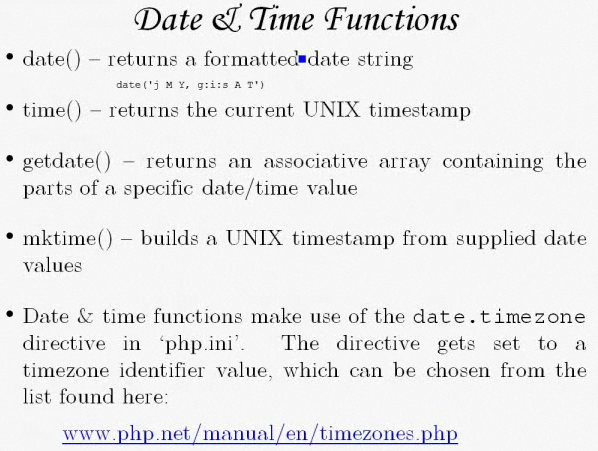 Date & Time Functions
• date() – returns a formatted date string
date('j M Y, g:i:s A T')
• time() – returns the current UNIX timestamp
• getdate() – returns an associative array containing the
parts of a specific date/time value
• mktime() – builds a UNIX timestamp from supplied date
values
• Date & time functions make use of the date.timezone
directive in ‘php.ini’. The directive gets set to a
timezone identifier value, which can be chosen from the
list found here:
www.php.net/manual/en/timezones.php